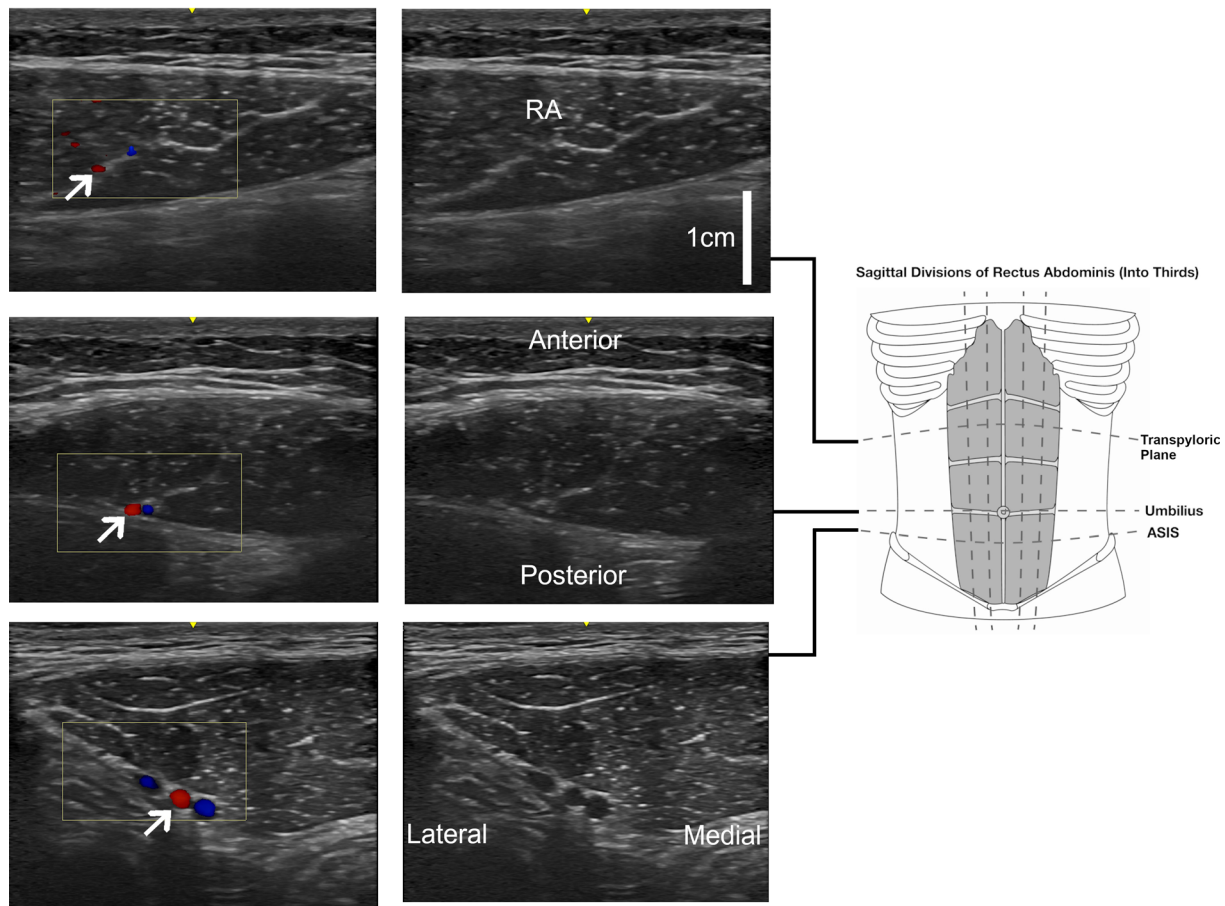 RA
1cm
Sagittal Divisions of Rectus Abdominis (Into Thirds)
Anterior
Transpyloric
Plane
Umbilius
ASIS
Posterior
Lateral
Medial